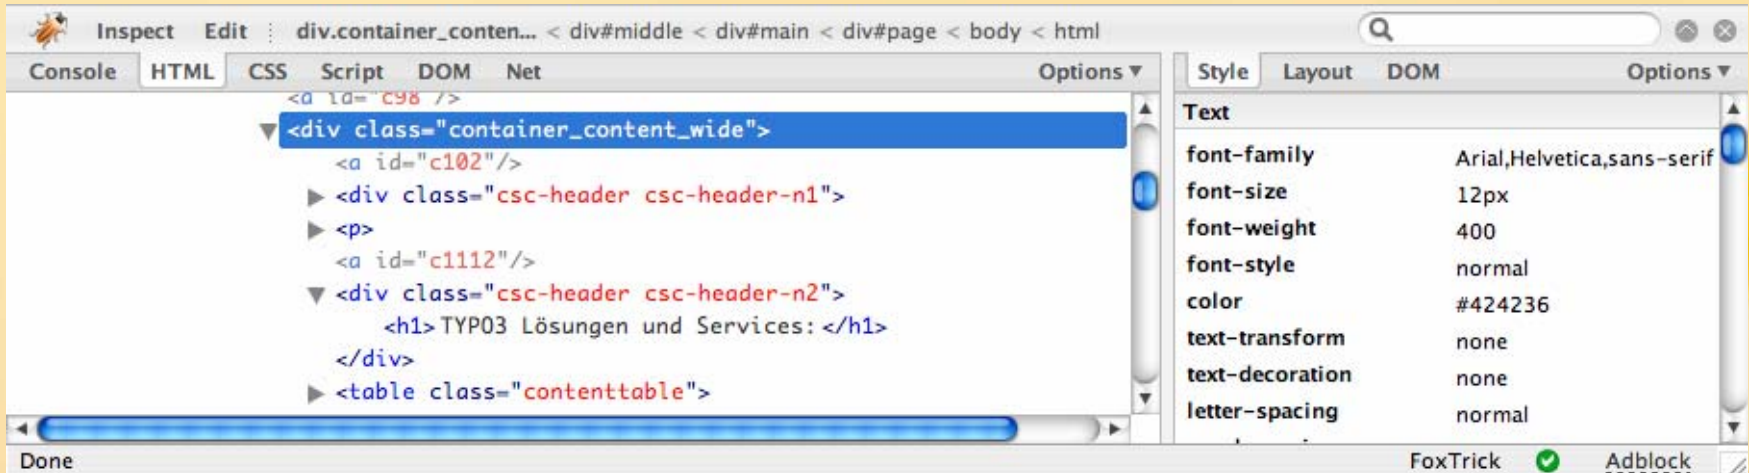 Inspect Edit div.container_conten... < div#middle < div#main < div#page < body < html
Console HTML CSS Script DOM Net Options
Style Layout DOM Options
<a id="c98"/>
<div class="container_content_wide">
<a id="c102"/>
<div class="csc-header csc-header-n1">
<p>
<a id="c1112"/>
<div class="csc-header csc-header-n2">
<h1>TYPO3 Lösungen und Services:</h1>
</div>
<table class="contenttable">
Text
font-family Arial,Helvetica,sans-serif
font-size 12px
font-weight 400
font-style normal
color #424236
text-transform none
text-decoration none
letter-spacing normal
Done FoxTrick Adblock